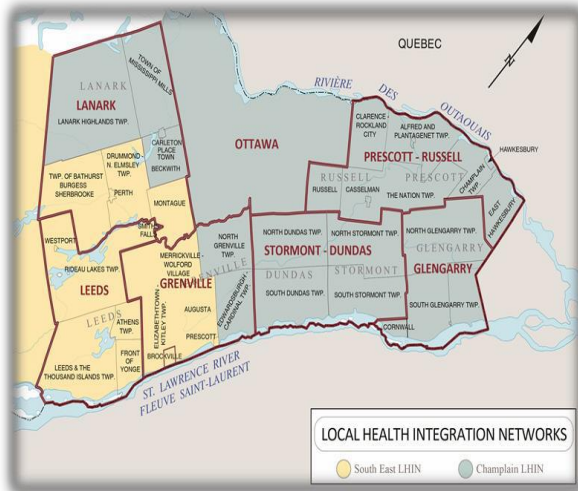 QUEBEC
RIVIÈRE DES OUTAOUAIS
LANARK
LANARK
LANARK HIGHLANDS TWP.
TOWN OF
MISSISSIPPI MILLS
CARLETON
PLACE
TOWN
BECKWITH
DRUMMOND -
N. ELMSLEY
TWP.
TWP. OF BATHURST
BURGESS
SHERBROOKE
PERTH
MONTAGUE
SMITHS
FALLS
OTTAWA
CLARENCE -
ROCKLAND
CITY
ALFRED AND
PLANTAGENET TWP.
HAWKESBURY
PRESCOTT - RUSSELL
RUSSELL
PRESCOTT
RUSSELL
CASSELMAN
THE NATION TWP.
CHAMPLAIN
TWP.
EAST
HAWKESBURY
WESTPORT
RIDEAU LAKES TWP.
LEEDS
LEEDS
ATHENS
TWP.
LEEDS & THE
THOUSAND ISLANDS TWP.
FRONT
OF
YONGE
MERRICKVILLE -
WOLFORD
VILLAGE
GRENVILLE
ELIZABETHTOWN -
KITLEY TWP.
AUGUSTA
PRESCOTT
BROCKVILLE
NORTH
GRENVILLE
TWP.
EDWARDSBURGH -
CARDINAL TWP.
NORTH DUNDAS TWP.
NORTH STORMONT TWP.
STORMONT - DUNDAS
DUNDAS
STORMONT
SOUTH DUNDAS TWP.
SOUTH STORMONT TWP.
NORTH GLENGARRY TWP.
GLENGARRY
GLENGARRY
SOUTH GLENGARRY TWP.
CORNWALL
ST. LAWRENCE RIVER
FLEUVE SAINT-LAURENT
LOCAL HEALTH INTEGRATION NETWORKS
South East LHIN
Champlain LHIN